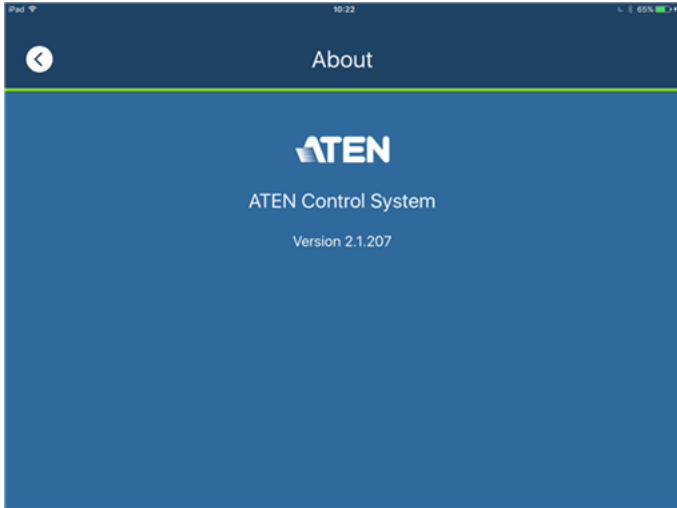 iPad 10:22 65%
About
ATEN
ATEN Control System
Version 2.1.207